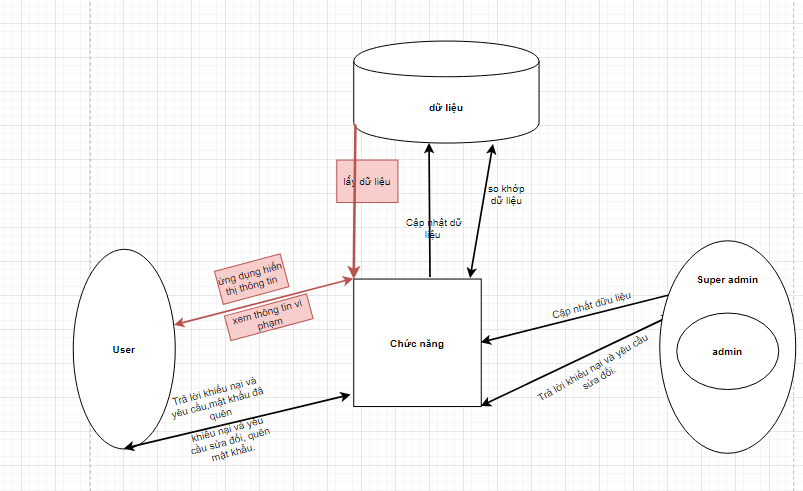 dữ liệu
lấy dữ liệu
so khớp
dữ liệu
Cập nhật dữ
liệu
ứng dụng hiển
thị thông tin
xem thông tin vi
phạm
User
Chức năng
Super admin
admin
Cập nhất dữu liệu
Trả lời khiếu nại và yêu cầu
sửa đổi.
Trả lời khiếu nại và
yêu cầu,mật khẩu đã
quên
khiếu nại và yêu
cầu sửa đổi, quên
mật khẩu.